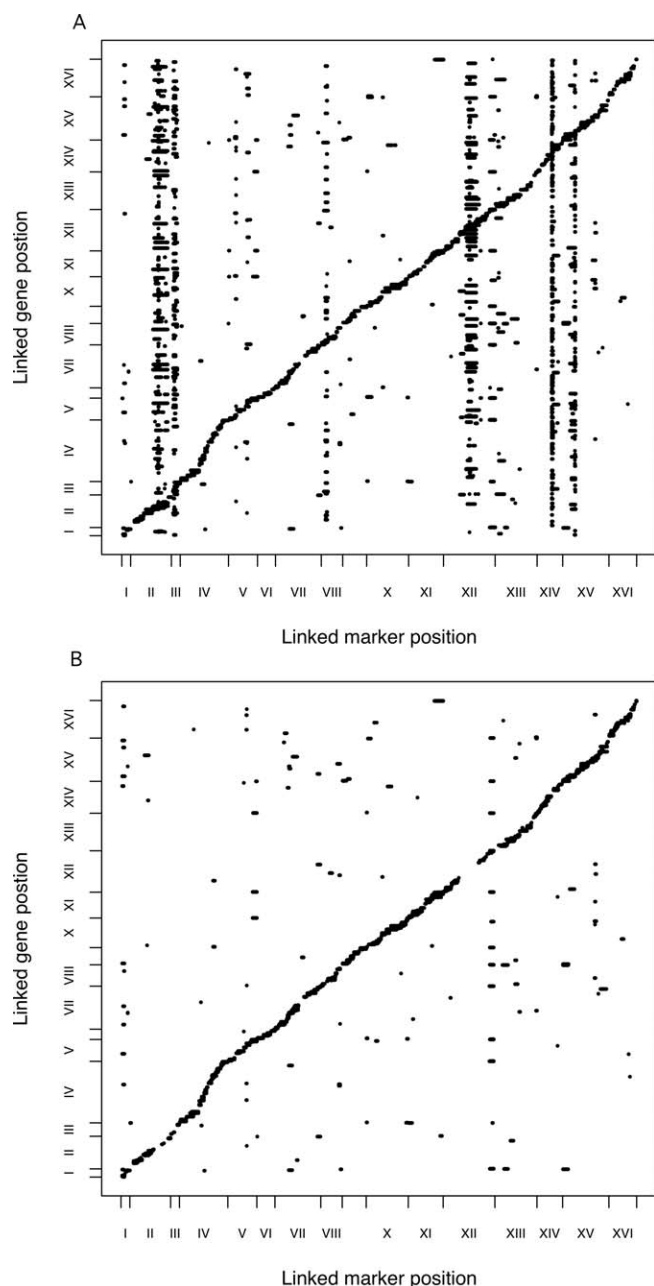 A
Linked gene postion
I II III IV V VII VIII X XI XII XIII XIV XV XVI
I II III IV V VI VII VIII X XI XII XIII XIV XV XVI
Linked marker position
B
Linked gene postion
I II III IV V VII VIII X XI XII XIII XIV XV XVI
I II III IV V VI VII VIII X XI XII XIII XIV XV XVI
Linked marker position